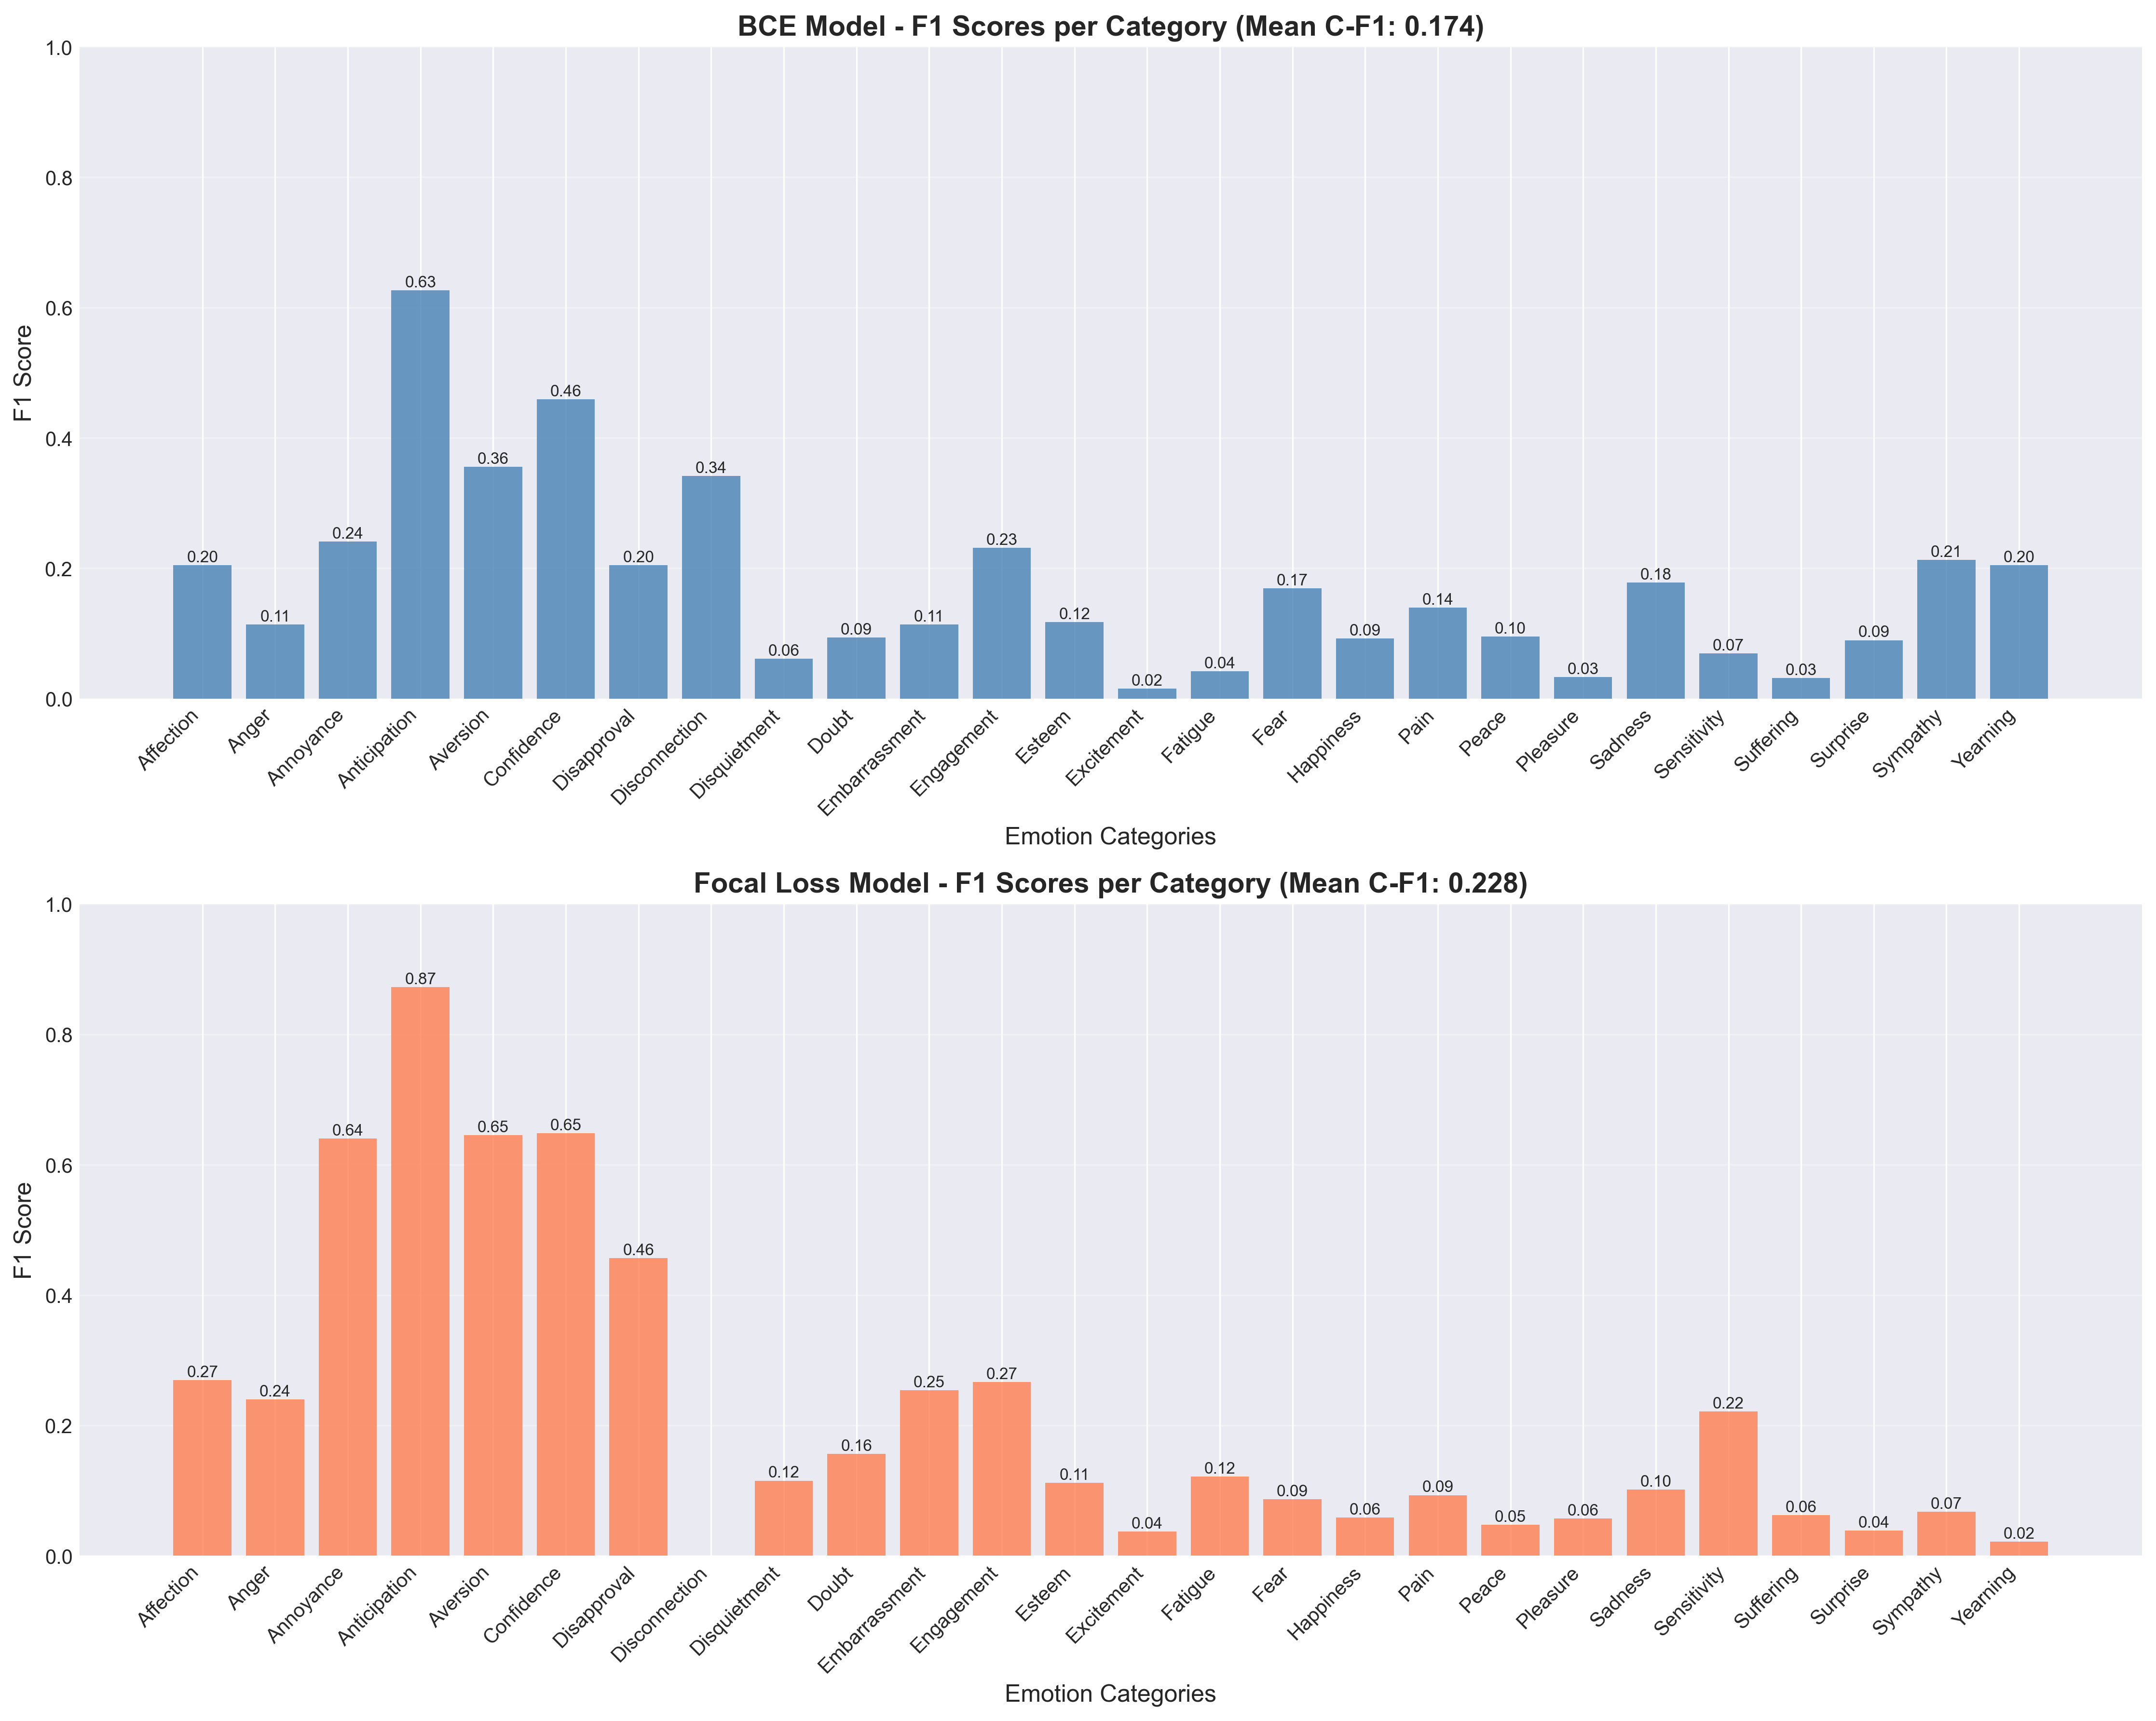 BCE Model - F1 Scores per Category (Mean C-F1: 0.174)
F1 Score
1.0
0.8
0.6
0.4
0.2
0.0
0.20
0.11
0.24
0.63
0.36
0.46
0.20
0.34
0.06
0.09
0.11
0.23
0.12
0.02
0.04
0.17
0.09
0.14
0.10
0.03
0.18
0.07
0.03
0.09
0.21
0.20
Affection
Anger
Annoyance
Anticipation
Aversion
Confidence
Disapproval
Disconnection
Disquietment
Doubt
Embarrassment
Engagement
Esteem
Excitement
Fatigue
Fear
Happiness
Pain
Peace
Pleasure
Sadness
Sensitivity
Suffering
Surprise
Sympathy
Yearning
Emotion Categories
Focal Loss Model - F1 Scores per Category (Mean C-F1: 0.228)
F1 Score
1.0
0.8
0.6
0.4
0.2
0.0
0.27
0.24
0.64
0.87
0.65
0.65
0.46
0.12
0.16
0.25
0.27
0.11
0.04
0.12
0.09
0.06
0.09
0.05
0.06
0.10
0.22
0.06
0.04
0.07
0.02
Affection
Anger
Annoyance
Anticipation
Aversion
Confidence
Disapproval
Disconnection
Disquietment
Doubt
Embarrassment
Engagement
Esteem
Excitement
Fatigue
Fear
Happiness
Pain
Peace
Pleasure
Sadness
Sensitivity
Suffering
Surprise
Sympathy
Yearning
Emotion Categories